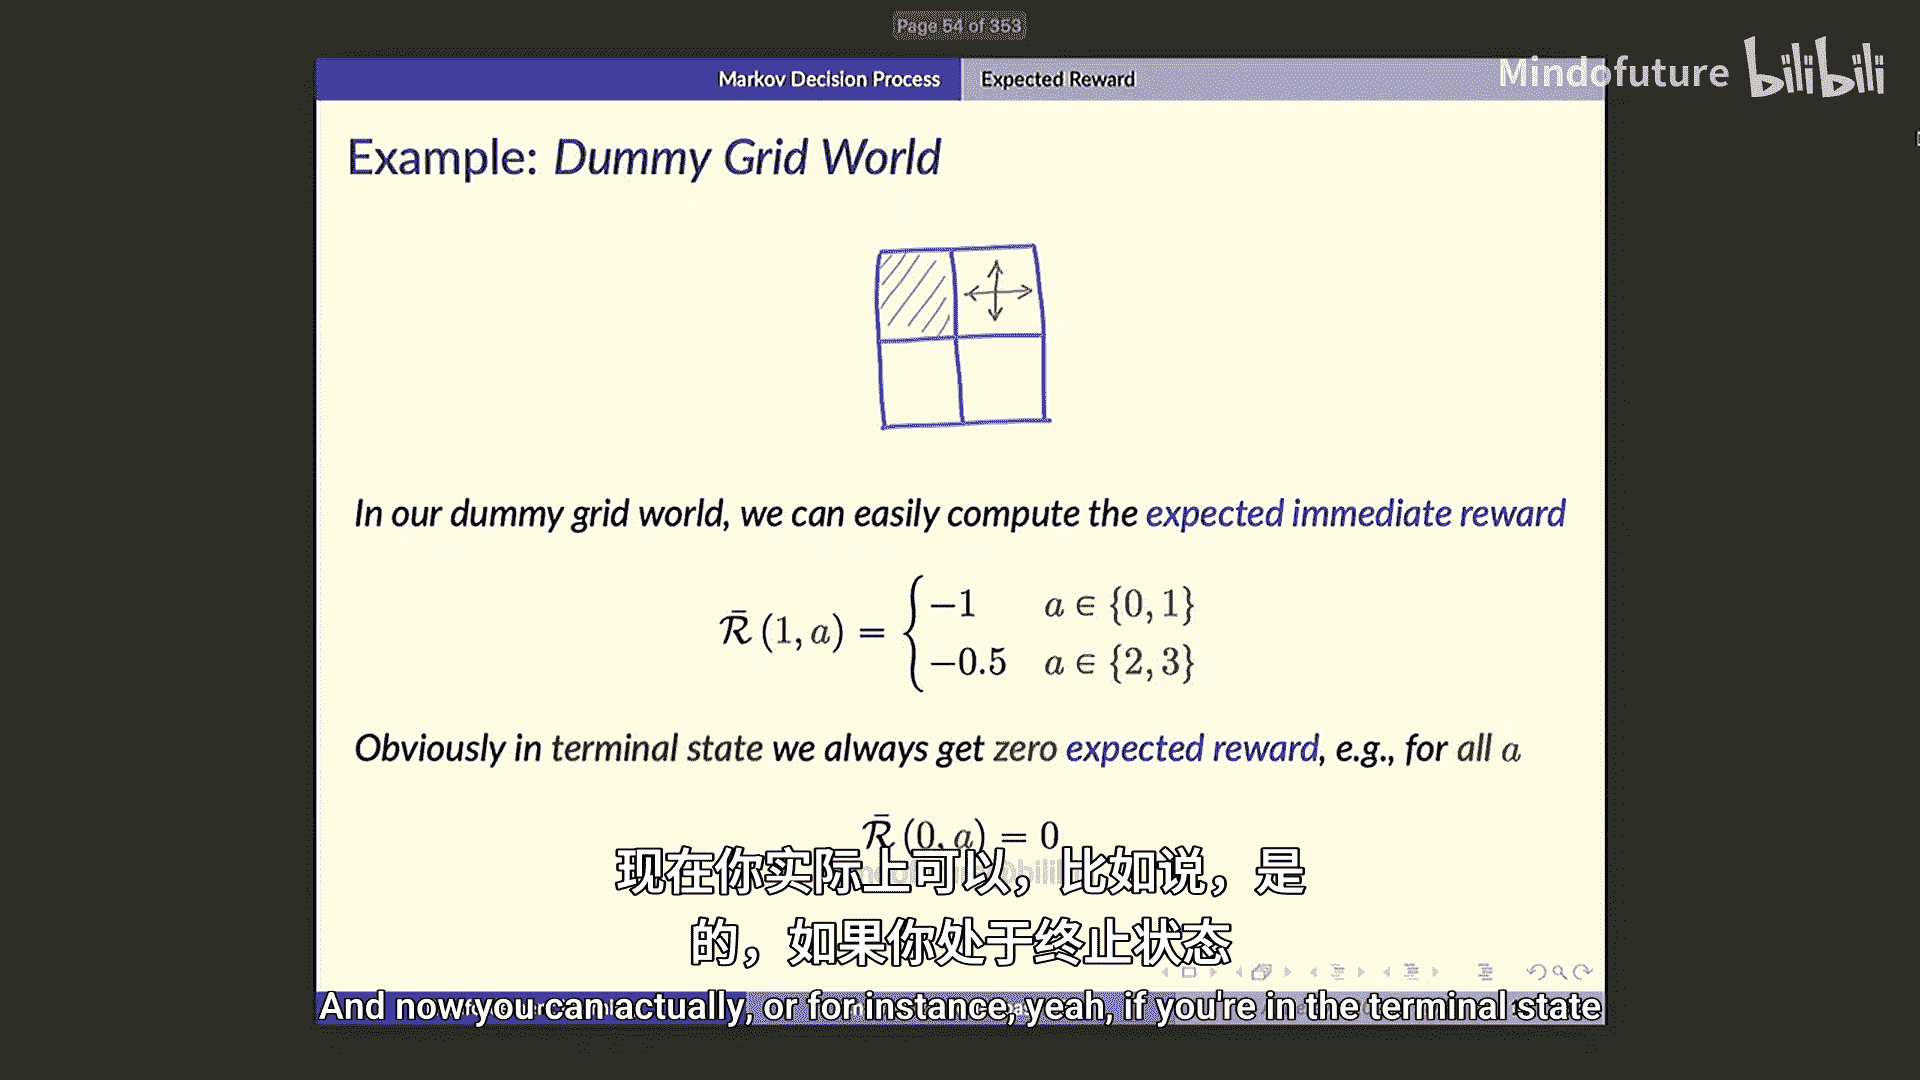 Page 54 of 353
Markov Decision Process Expected Reward
Mindofuture bilibili
Example: Dummy Grid World
In our dummy grid world, we can easily compute the expected immediate reward
R̄ (1, a) = { −1 a ∈ {0, 1}
−0.5 a ∈ {2, 3}
Obviously in terminal state we always get zero expected reward, e.g., for all a
R̄ (0, a) = 0
现在你实际上可以，比如说，是
的，如果你处于终止状态
And now you can actually, or for instance, yeah, if you're in the terminal state